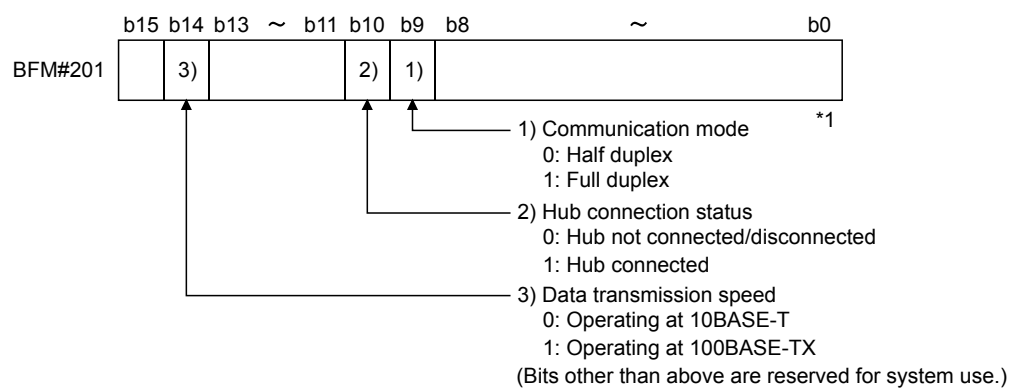 b15 b14 b13 ～ b11 b10 b9 b8 ～ b0
BFM#201 3) 2) 1)
*1
1) Communication mode
0: Half duplex
1: Full duplex
2) Hub connection status
0: Hub not connected/disconnected
1: Hub connected
3) Data transmission speed
0: Operating at 10BASE-T
1: Operating at 100BASE-TX
(Bits other than above are reserved for system use.)